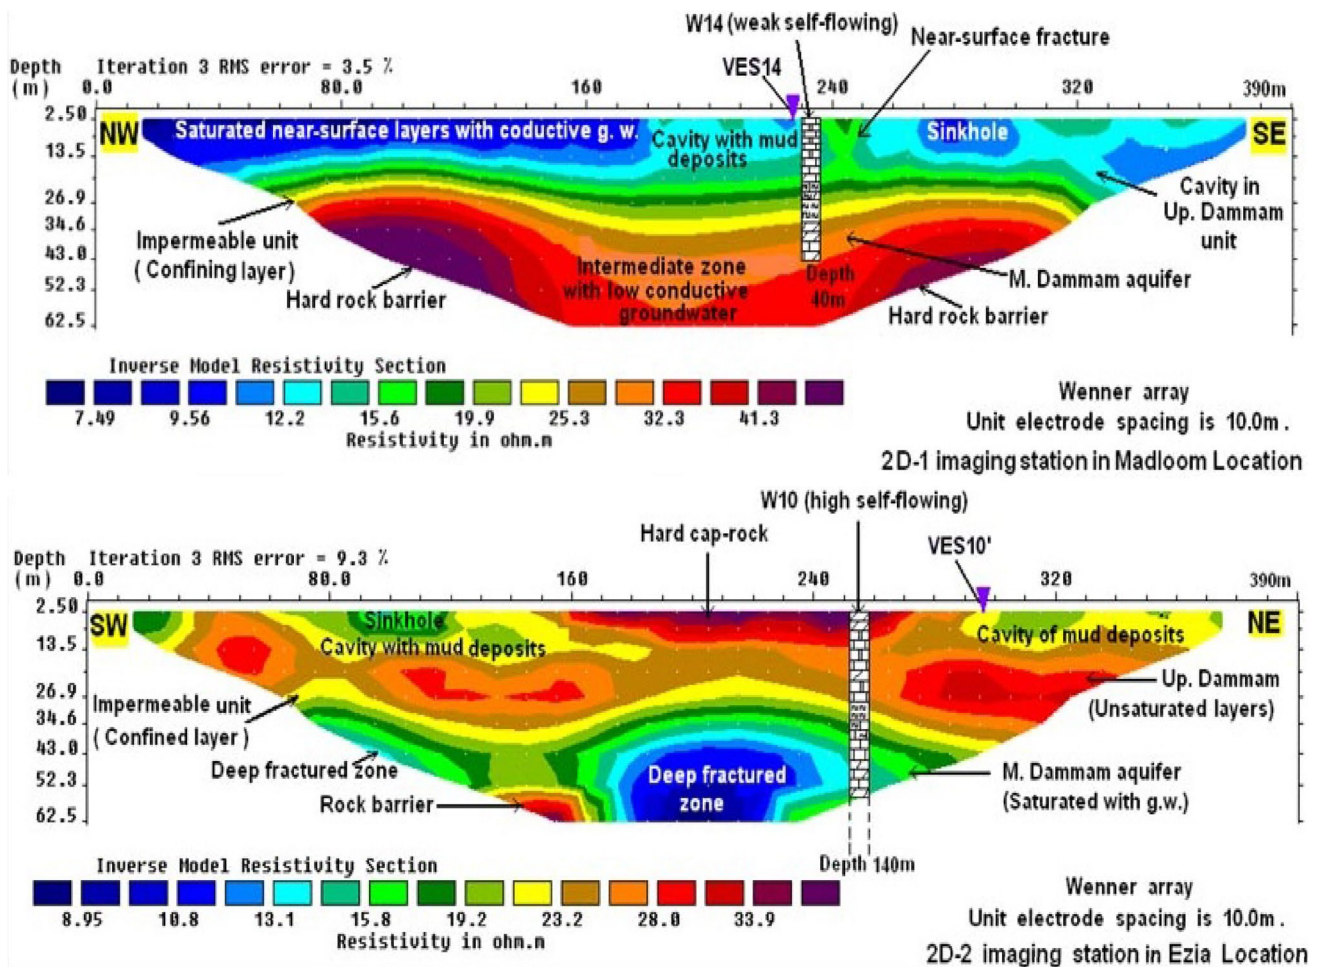 W14 (weak self-flowing)
Near-surface fracture
Depth Iteration 3 RMS error = 3.5 %
VES14
(m) 0.0 80.0 160 240 320 390m
2.50
NW
Saturated near-surface layers with coductive g. w.
Cavity with mud
deposits
Sinkhole
SE
13.5
26.9
Cavity in
Up. Dammam
unit
34.6
Impermeable unit
( Confining layer )
43.0
Intermediate zone
with low conductive
groundwater
Depth
40m
M. Dammam aquifer
52.3
Hard rock barrier
Hard rock barrier
62.5
Inverse Model Resistivity Section
7.49 9.56 12.2 15.6 19.9 25.3 32.3 41.3
Resistivity in ohm.m
Wenner array
Unit electrode spacing is 10.0m .
2D-1 imaging station in Madloom Location
W10 (high self-flowing)
Hard cap-rock
VES10'
Depth Iteration 3 RMS error = 9.3 %
(m) 0.0 80.0 160 240 320 390m
2.50
SW
Sinkhole
Cavity with mud deposits
Cavity of mud deposits
NE
13.5
26.9
Up. Dammam
(Unsaturated layers)
Impermeable unit
( Confined layer )
34.6
43.0
Deep fractured zone
Deep fractured
zone
M. Dammam aquifer
(Saturated with g.w.)
52.3
Rock barrier
62.5
Depth 140m
Inverse Model Resistivity Section
8.95 10.8 13.1 15.8 19.2 23.2 28.0 33.9
Resistivity in ohm.m
Wenner array
Unit electrode spacing is 10.0m .
2D-2 imaging station in Ezia Location